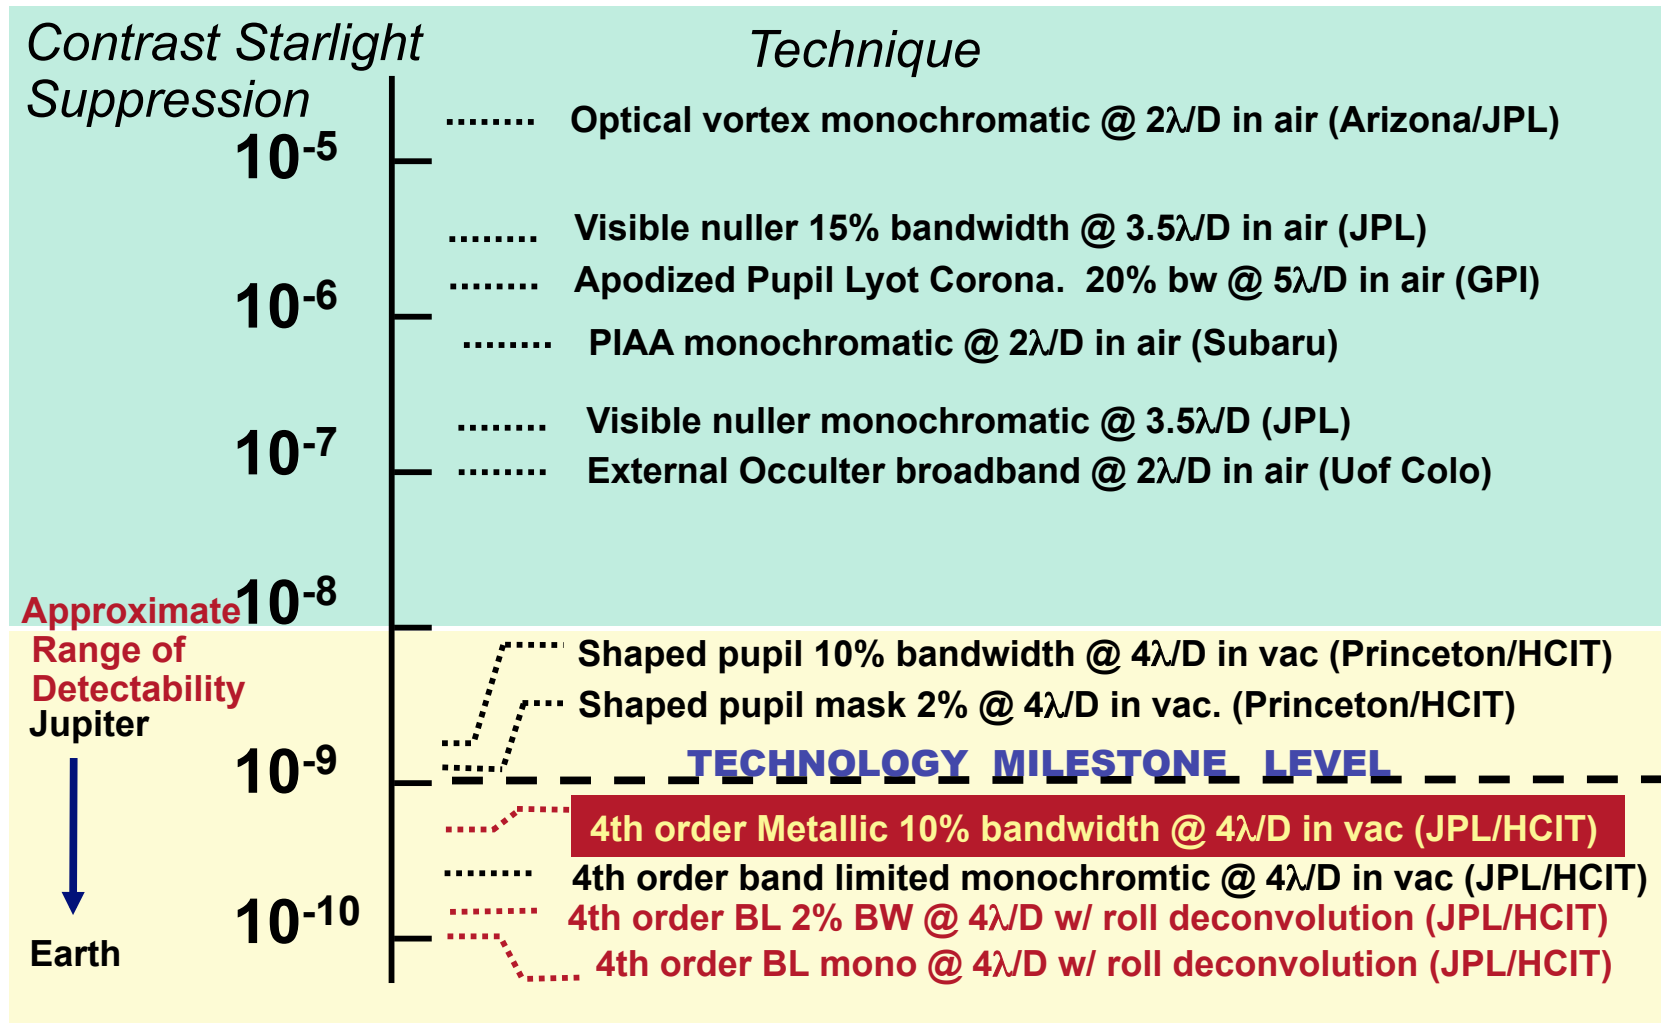 Contrast Starlight
Suppression
Technique
Optical vortex monochromatic @ 2λ/D in air (Arizona/JPL)
10-5
Visible nuller 15% bandwidth @ 3.5λ/D in air (JPL)
Apodized Pupil Lyot Corona. 20% bw @ 5λ/D in air (GPI)
10-6
PIAA monochromatic @ 2λ/D in air (Subaru)
Visible nuller monochromatic @ 3.5λ/D (JPL)
10-7
External Occulter broadband @ 2λ/D in air (Uof Colo)
10-8
Approximate
Range of
Detectability
Shaped pupil 10% bandwidth @ 4λ/D in vac (Princeton/HCIT)
Shaped pupil mask 2% @ 4λ/D in vac. (Princeton/HCIT)
Jupiter
TECHNOLOGY MILESTONE LEVEL
10-9
4th order Metallic 10% bandwidth @ 4λ/D in vac (JPL/HCIT)
4th order band limited monochromtic @ 4λ/D in vac (JPL/HCIT)
10-10
4th order BL 2% BW @ 4λ/D w/ roll deconvolution (JPL/HCIT)
Earth
4th order BL mono @ 4λ/D w/ roll deconvolution (JPL/HCIT)